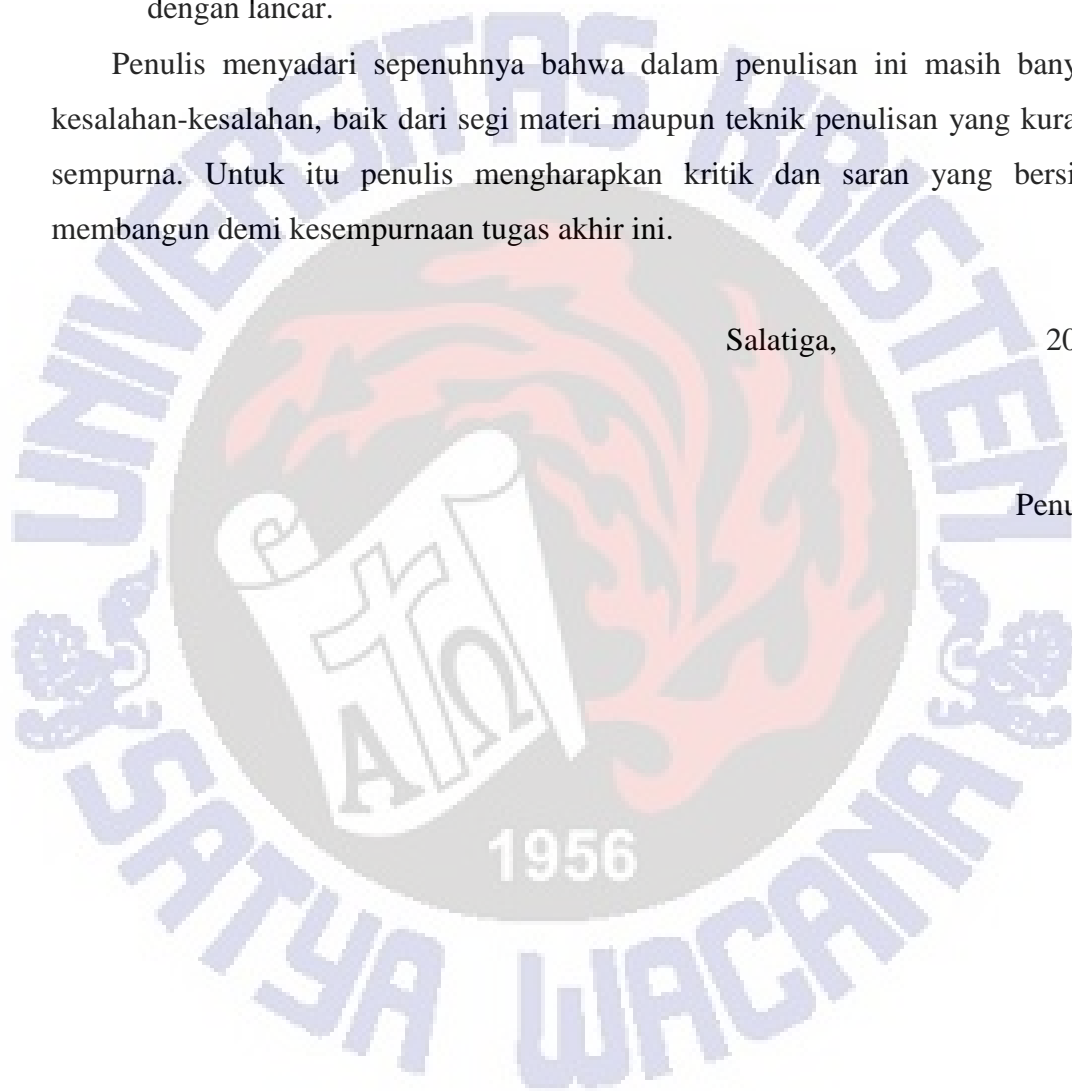 dengan lancar.
Penulis menyadari sepenuhnya bahwa dalam penulisan ini masih bany
kesalahan-kesalahan, baik dari segi materi maupun teknik penulisan yang kura
sempurna. Untuk itu penulis mengharapkan kritik dan saran yang bersi
membangun demi kesempurnaan tugas akhir ini.
Salatiga, 20
Penu
UNIVERSITAS KRISTEN
Α Ω
1956
SATYA WACANA